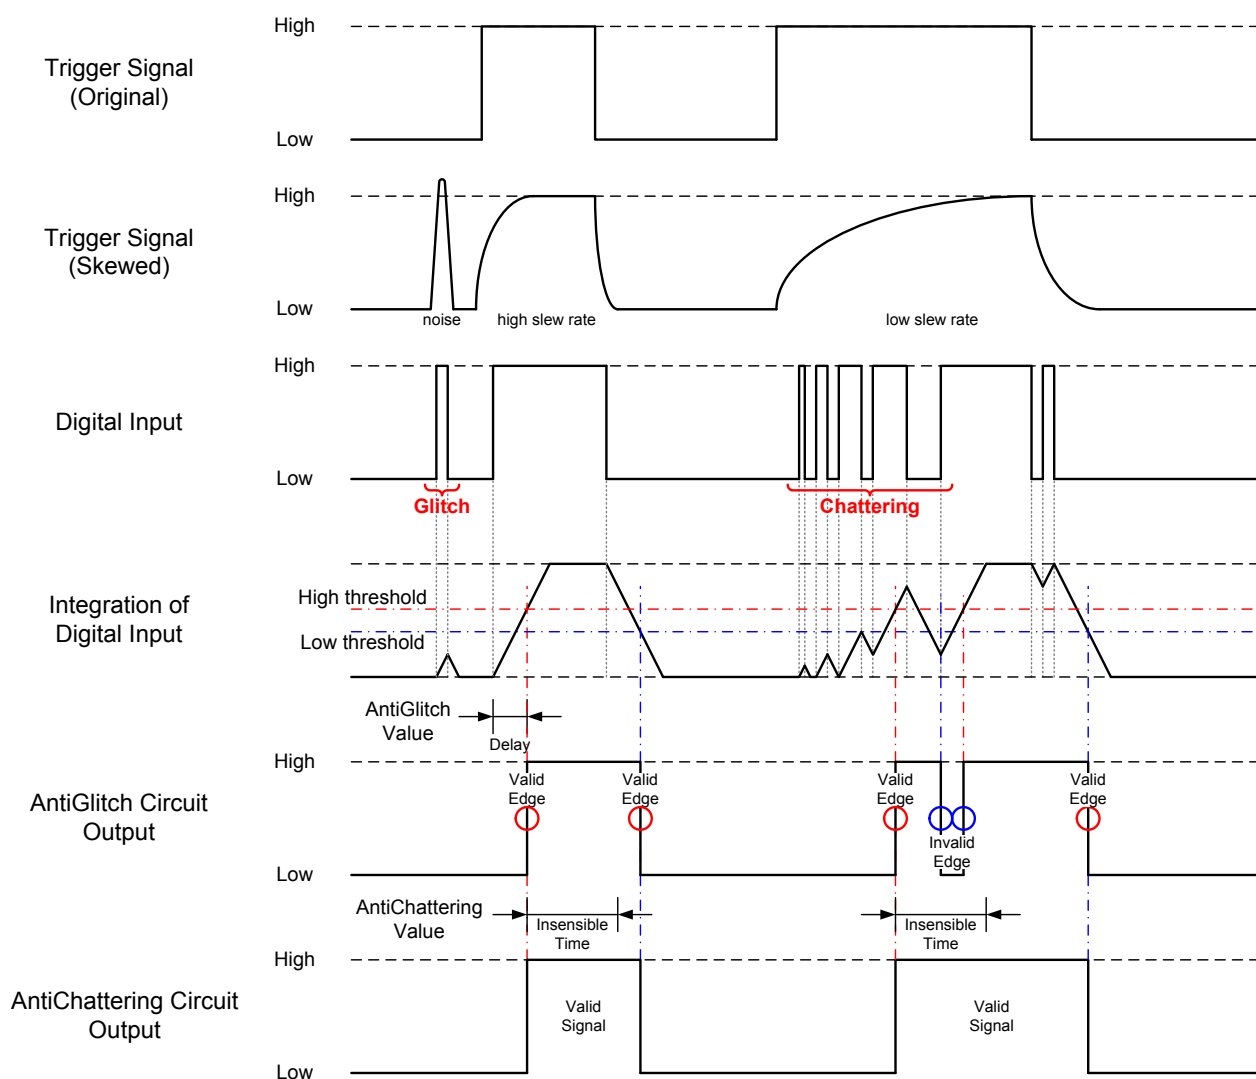 High
Trigger Signal
(Original)
Low
High
Trigger Signal
(Skewed)
Low
noise
high slew rate
low slew rate
High
Digital Input
Low
Glitch
Chattering
High threshold
Integration of
Digital Input
Low threshold
AntiGlitch
Value
Delay
High
Valid
Edge
Valid
Edge
Valid
Edge
Valid
Edge
AntiGlitch Circuit
Output
Invalid
Edge
Low
AntiChattering
Value
Insensible
Time
Insensible
Time
High
AntiChattering Circuit
Output
Valid
Signal
Valid
Signal
Low